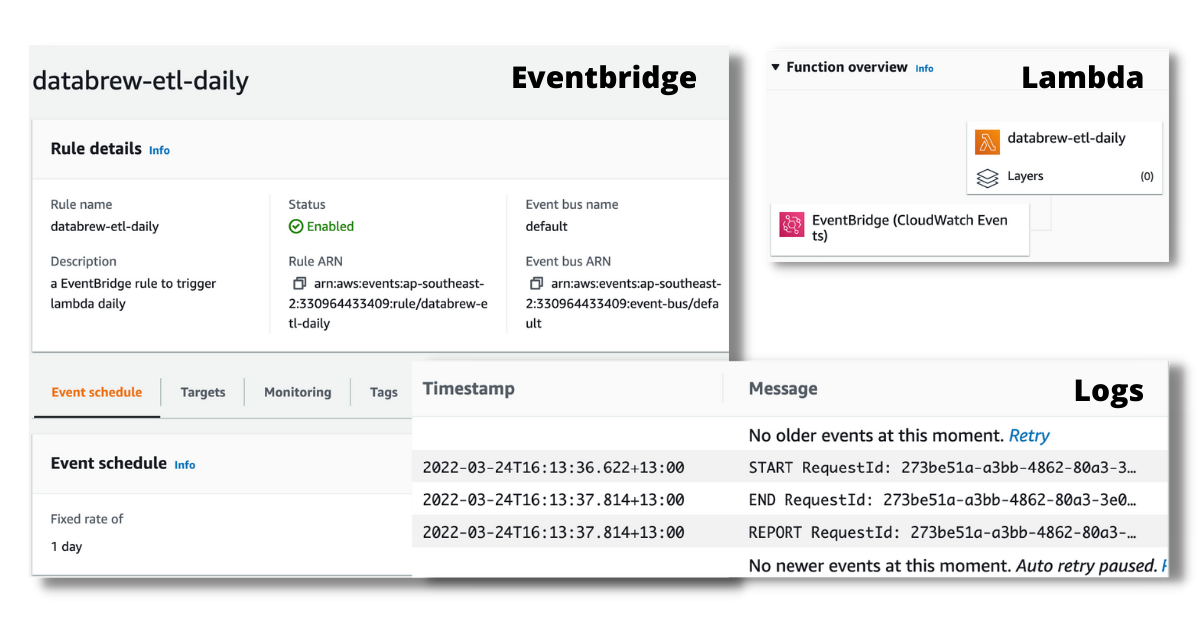 databrew-etl-daily
Eventbridge
Rule details Info
Rule name
databrew-etl-daily
Status
Enabled
Event bus name
default
Description
a EventBridge rule to trigger
lambda daily
Rule ARN
arn:aws:events:ap-southeast-
2:330964433409:rule/databrew-e
tl-daily
Event bus ARN
arn:aws:events:ap-southeast-
2:330964433409:event-bus/defa
ult
Event schedule
Targets
Monitoring
Tags
Event schedule Info
Fixed rate of
1 day
Function overview Info
Lambda
databrew-etl-daily
Layers (0)
EventBridge (CloudWatch Even
ts)
Timestamp Message
Logs
No older events at this moment. Retry
2022-03-24T16:13:36.622+13:00 START RequestId: 273be51a-a3bb-4862-80a3-3…
2022-03-24T16:13:37.814+13:00 END RequestId: 273be51a-a3bb-4862-80a3-3e0…
2022-03-24T16:13:37.814+13:00 REPORT RequestId: 273be51a-a3bb-4862-80a3-…
No newer events at this moment. Auto retry paused.